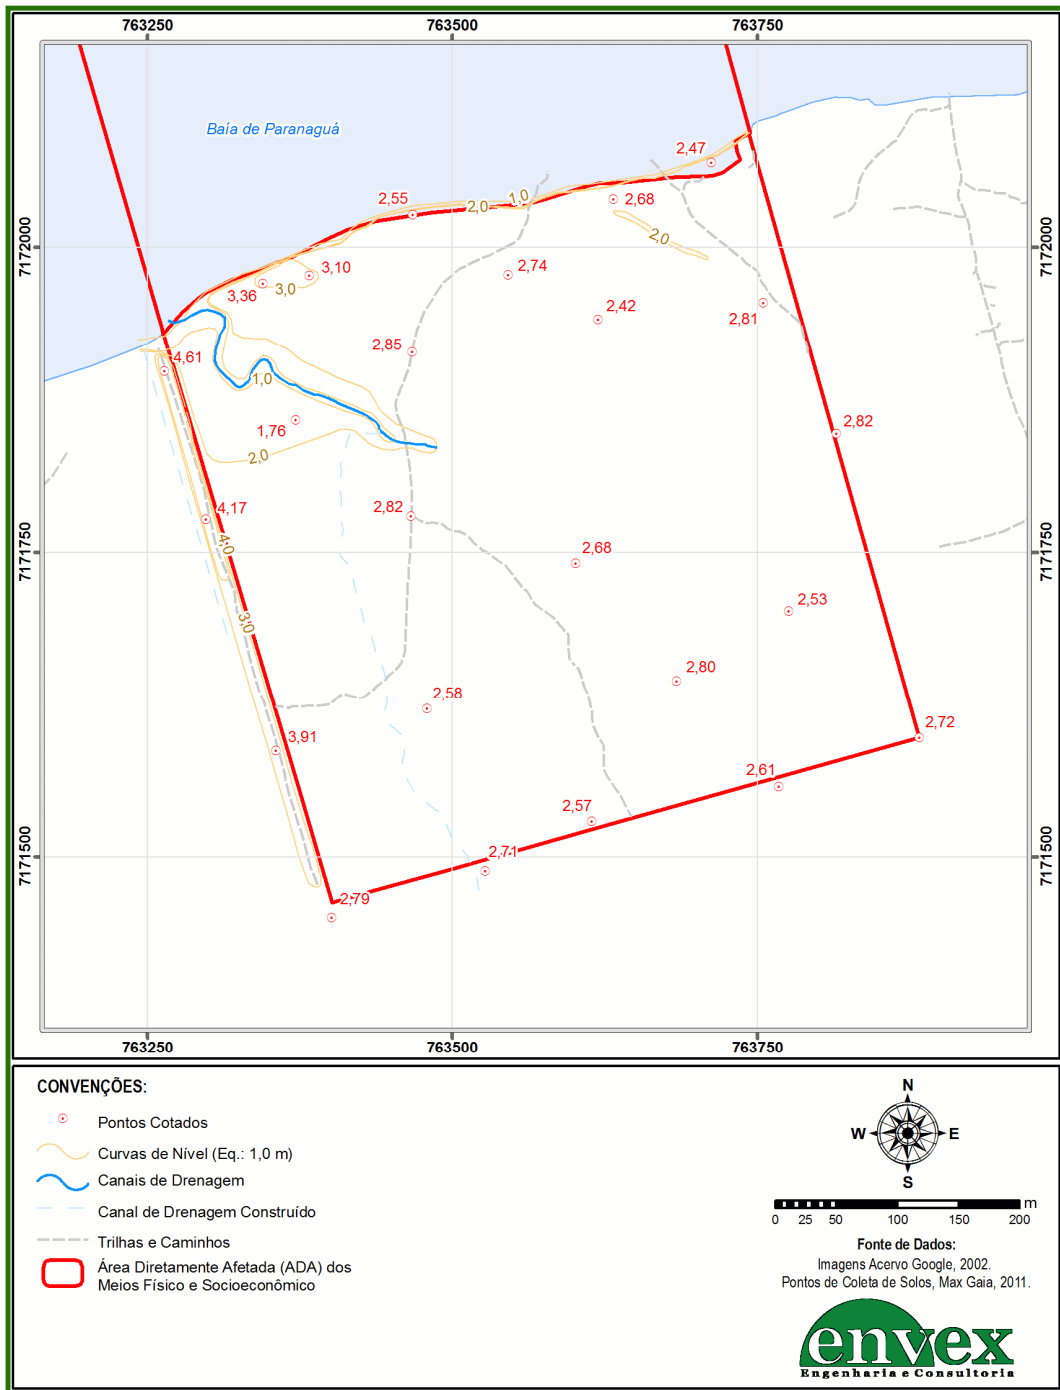 763250 763500 763750
Baía de Paranaguá
2,47
2,55
1,0
2,0
2,68
7172000
7172000
2,0
2,74
3,10
3,36
3,0
2,42
2,81
2,85
4,61
1,0
1,76
2,82
2,0
4,17
2,82
4,0
2,68
7171750
7171750
2,53
3,0
2,80
2,58
2,72
3,91
2,61
2,57
2,71
7171500
7171500
2,79
763250 763500 763750
CONVENÇÕES:
Pontos Cotados
Curvas de Nível (Eq.: 1,0 m)
Canais de Drenagem
Canal de Drenagem Construído
Trilhas e Caminhos
Área Diretamente Afetada (ADA) dos
Meios Físico e Socioeconômico
N
W E
S
m
0 25 50 100 150 200
Fonte de Dados:
Imagens Acervo Google, 2002.
Pontos de Coleta de Solos, Max Gaia, 2011.
envex
Engenharia e Consultoria